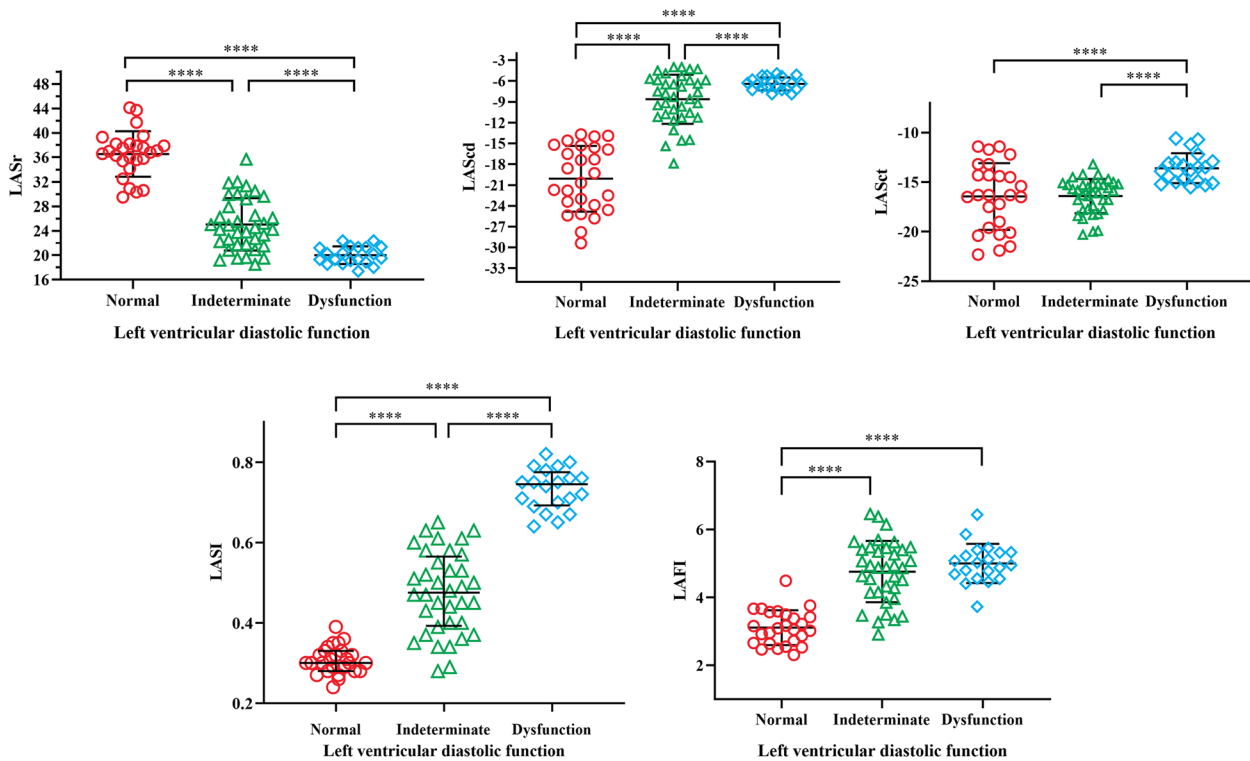 ****
**** ****
LASr
48
44
40
36
32
28
24
20
16
Normal Indeterminate Dysfunction
Left ventricular diastolic function
****
**** ****
LAScd
-3
-6
-9
-12
-15
-18
-21
-24
-27
-30
-33
Normal Indeterminate Dysfunction
Left ventricular diastolic function
****
****
LASct
-10
-15
-20
-25
Normol Indeterminate Dysfunction
Left ventricular diastolic function
****
**** ****
LASI
0.8
0.6
0.4
0.2
Normal Indeterminate Dysfunction
Left ventricular diastolic function
****
****
LAFI
8
6
4
2
Normal Indeterminate Dysfunction
Left ventricular diastolic function